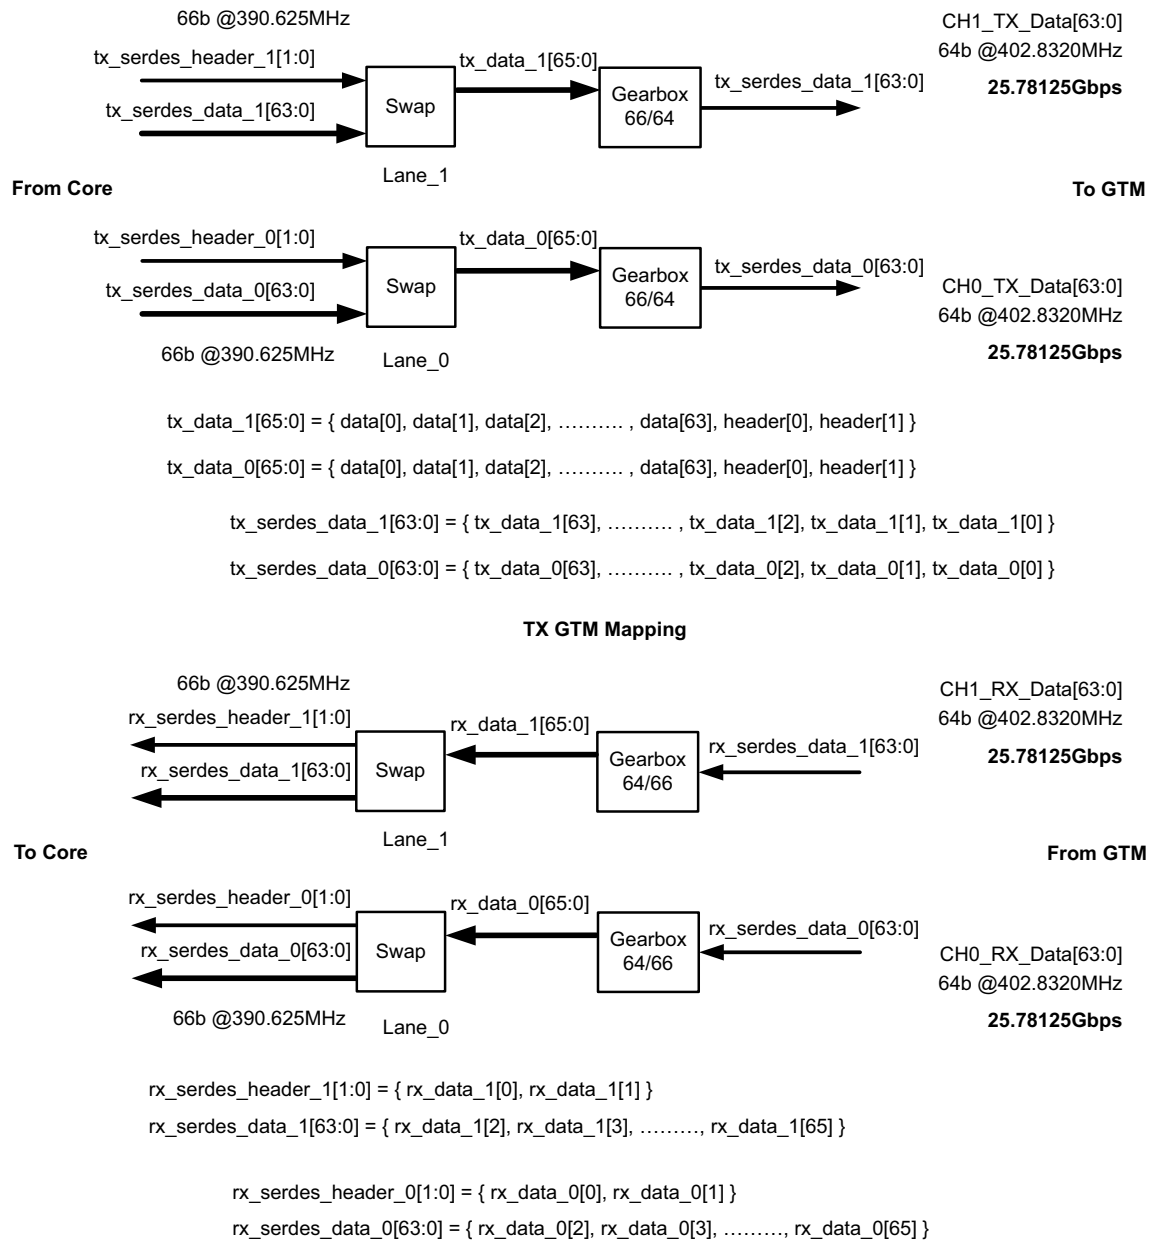 66b @390.625MHz
CH1_TX_Data[63:0]
tx_serdes_header_1[1:0]
tx_data_1[65:0]
64b @402.8320MHz
tx_serdes_data_1[63:0]
25.78125Gbps
Swap
Gearbox
66/64
tx_serdes_data_1[63:0]
Lane_1
From Core
To GTM
tx_serdes_header_0[1:0]
tx_data_0[65:0]
tx_serdes_data_0[63:0]
Swap
Gearbox
66/64
tx_serdes_data_0[63:0]
CH0_TX_Data[63:0]
64b @402.8320MHz
66b @390.625MHz
Lane_0
25.78125Gbps
tx_data_1[65:0] = { data[0], data[1], data[2], ………. , data[63], header[0], header[1] }
tx_data_0[65:0] = { data[0], data[1], data[2], ………. , data[63], header[0], header[1] }
tx_serdes_data_1[63:0] = { tx_data_1[63], ………. , tx_data_1[2], tx_data_1[1], tx_data_1[0] }
tx_serdes_data_0[63:0] = { tx_data_0[63], ………. , tx_data_0[2], tx_data_0[1], tx_data_0[0] }
TX GTM Mapping
66b @390.625MHz
CH1_RX_Data[63:0]
rx_serdes_header_1[1:0]
rx_data_1[65:0]
64b @402.8320MHz
rx_serdes_data_1[63:0]
25.78125Gbps
rx_serdes_data_1[63:0]
Swap
Gearbox
64/66
Lane_1
To Core
From GTM
rx_serdes_header_0[1:0]
rx_data_0[65:0]
rx_serdes_data_0[63:0]
rx_serdes_data_0[63:0]
Swap
Gearbox
64/66
CH0_RX_Data[63:0]
64b @402.8320MHz
66b @390.625MHz
Lane_0
25.78125Gbps
rx_serdes_header_1[1:0] = { rx_data_1[0], rx_data_1[1] }
rx_serdes_data_1[63:0] = { rx_data_1[2], rx_data_1[3], ………, rx_data_1[65] }
rx_serdes_header_0[1:0] = { rx_data_0[0], rx_data_0[1] }
rx_serdes_data_0[63:0] = { rx_data_0[2], rx_data_0[3], ………, rx_data_0[65] }